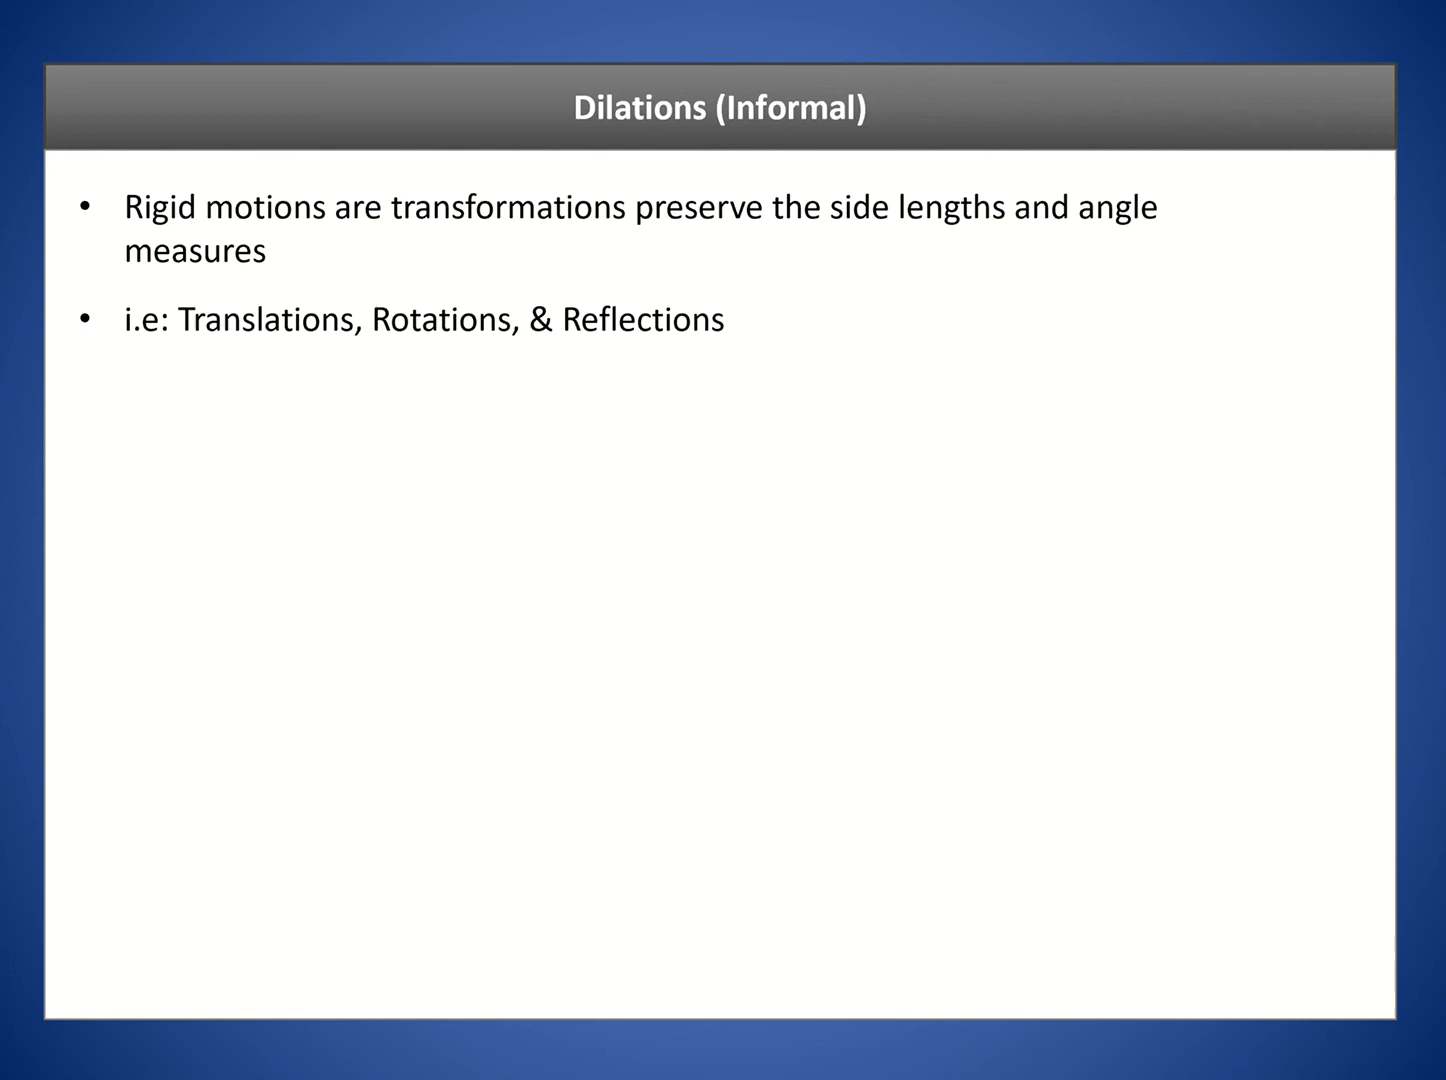 Dilations (Informal)
• Rigid motions are transformations preserve the side lengths and angle
measures
• i.e: Translations, Rotations, & Reflections